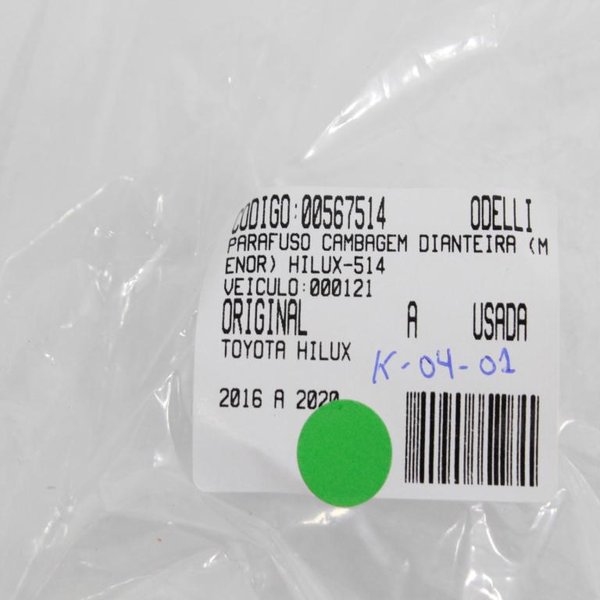 CODIGO:00567514 ODELLI
PARAFUSO CAMBAGEM DIANTEIRA (M
ENOR) HILUX-514
VEICULO:000121
ORIGINAL A USADA
TOYOTA HILUX
K-04-01
2016 A 2020